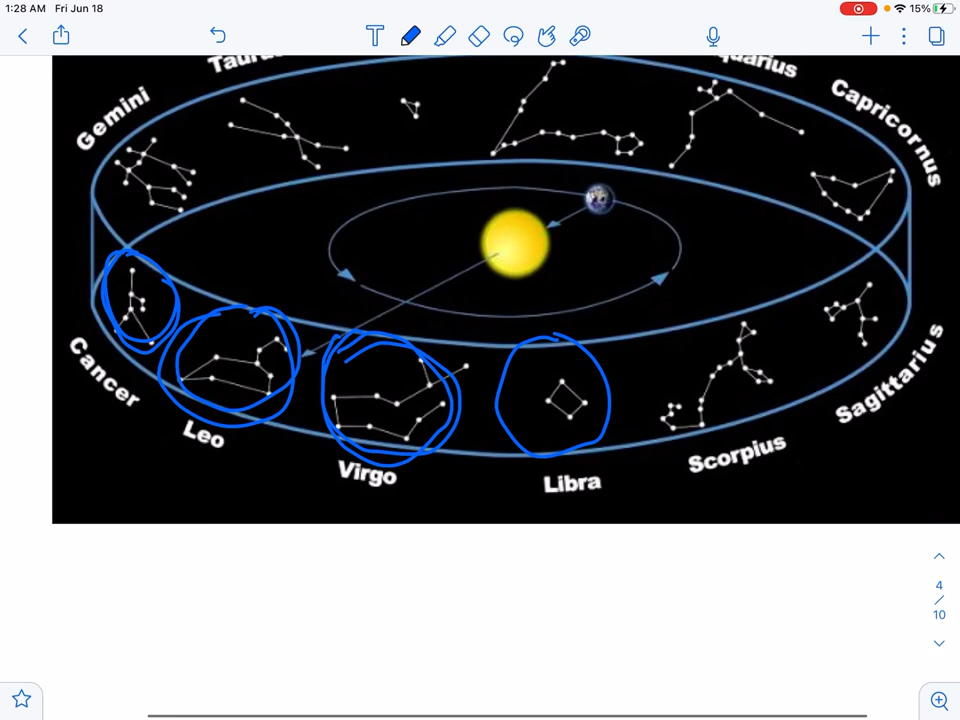 1:28 AM Fri Jun 18
15%
T
Gemini
Capricornus
Cancer
Leo
Virgo
Libra
Scorpius
Sagittarius
4
/
10